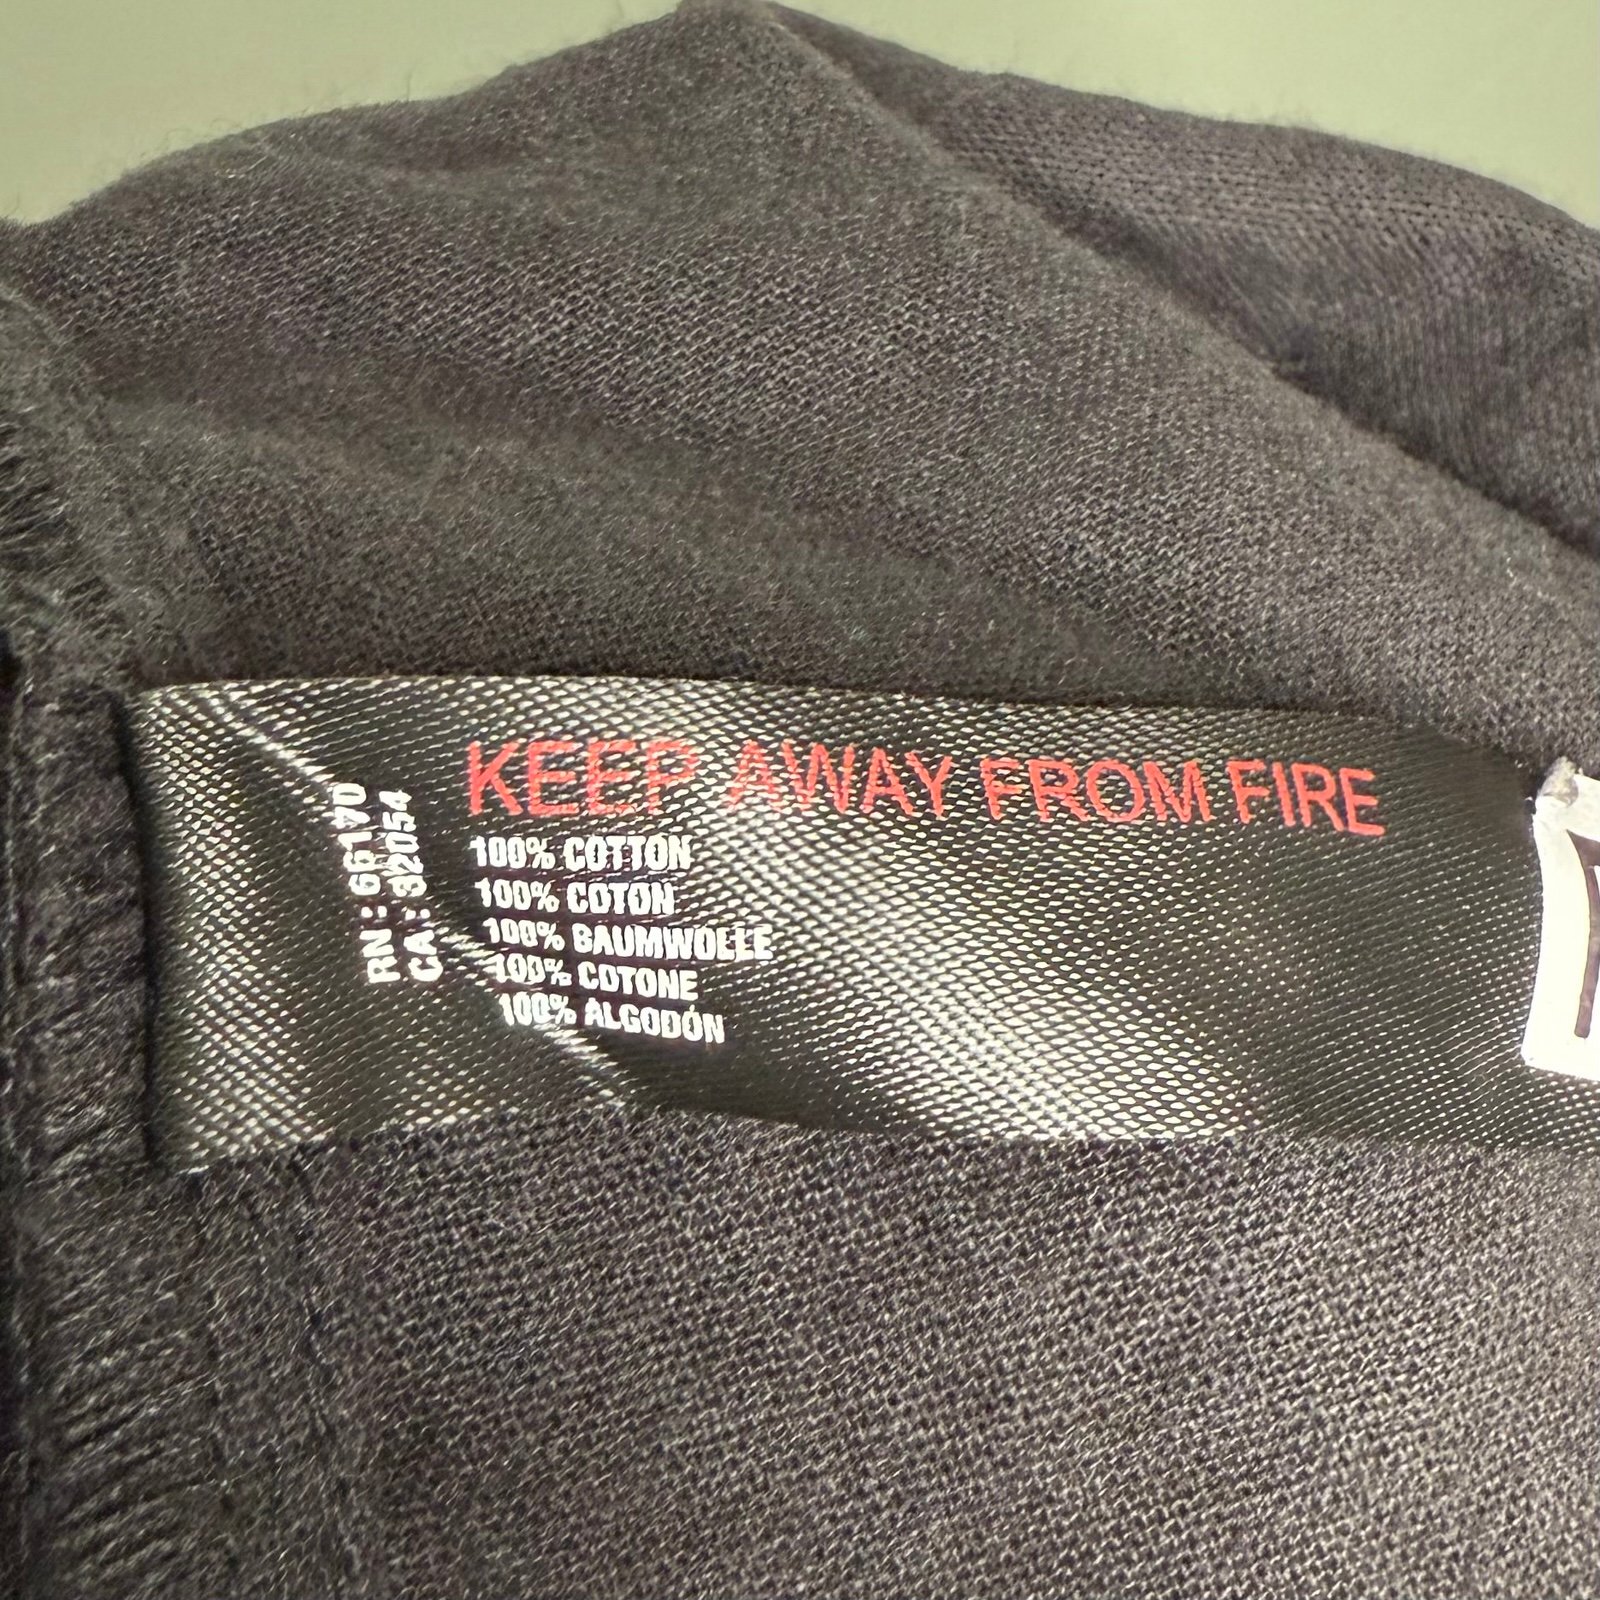 KEEP AWAY FROM FIRE
100% COTTON
100% COTON
100% BAUMWOLLE
100% COTONE
100% ALGODÓN
RN: 66170
CA: 32054